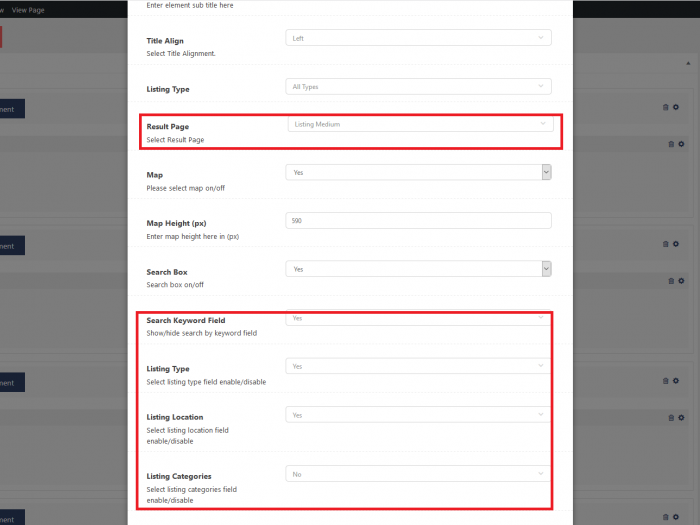 w View Page
Enter element sub title here
Title Align
Left
Select Title Alignment.
Listing Type
All Types
ment
Result Page
Listing Medium
Select Result Page
Map
Yes
Please select map on/off
Map Height (px)
590
Enter map height here in (px)
ment
Search Box
Yes
Search box on/off
Search Keyword Field
Yes
Show/hide search by keyword field
Listing Type
Yes
Select listing type field enable/disable
ment
Listing Location
Yes
Select listing location field
enable/disable
Listing Categories
No
Select listing categories field
enable/disable
ment